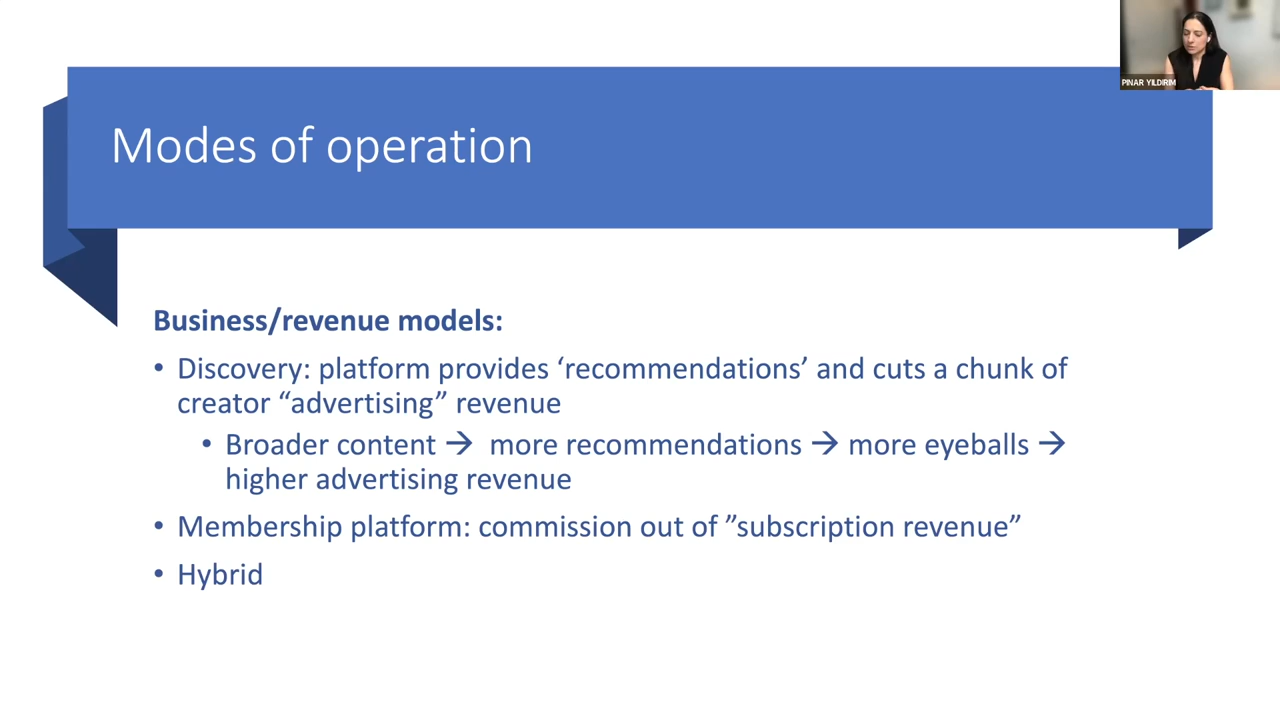 PINAR YILDIRIM
Modes of operation
Business/revenue models:
• Discovery: platform provides ‘recommendations’ and cuts a chunk of
creator “advertising” revenue
• Broader content → more recommendations → more eyeballs →
higher advertising revenue
• Membership platform: commission out of ”subscription revenue”
• Hybrid